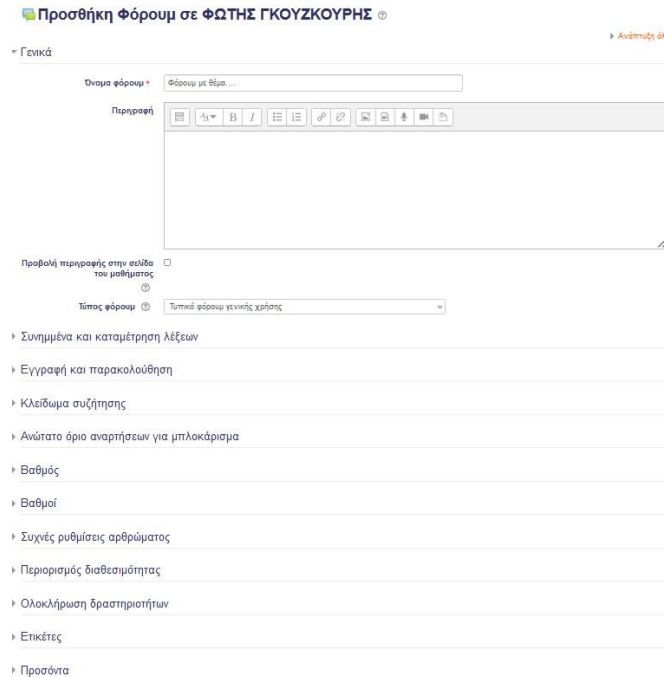 Προσθήκη Φόρουμ σε ΦΩΤΗΣ ΓΚΟΥΖΚΟΥΡΗΣ
Ανάπτυξη όλ
Γενικά
Όνομα φόρουμ
Φόρουμ με θέμα....
Περιγραφή
B I
Προβολή περιγραφής στην σελίδα
του μαθήματος
Τύπος φόρουμ
Τυπικό φόρουμ γενικής χρήσης
Συνημμένα και καταμέτρηση λέξεων
Εγγραφή και παρακολούθηση
Κλείδωμα συζήτησης
Ανώτατο όριο αναρτήσεων για μπλοκάρισμα
Βαθμός
Βαθμοί
Συχνές ρυθμίσεις αρθρώματος
Περιορισμός διαθεσιμότητας
Ολοκλήρωση δραστηριοτήτων
Ετικέτες
Προσόντα